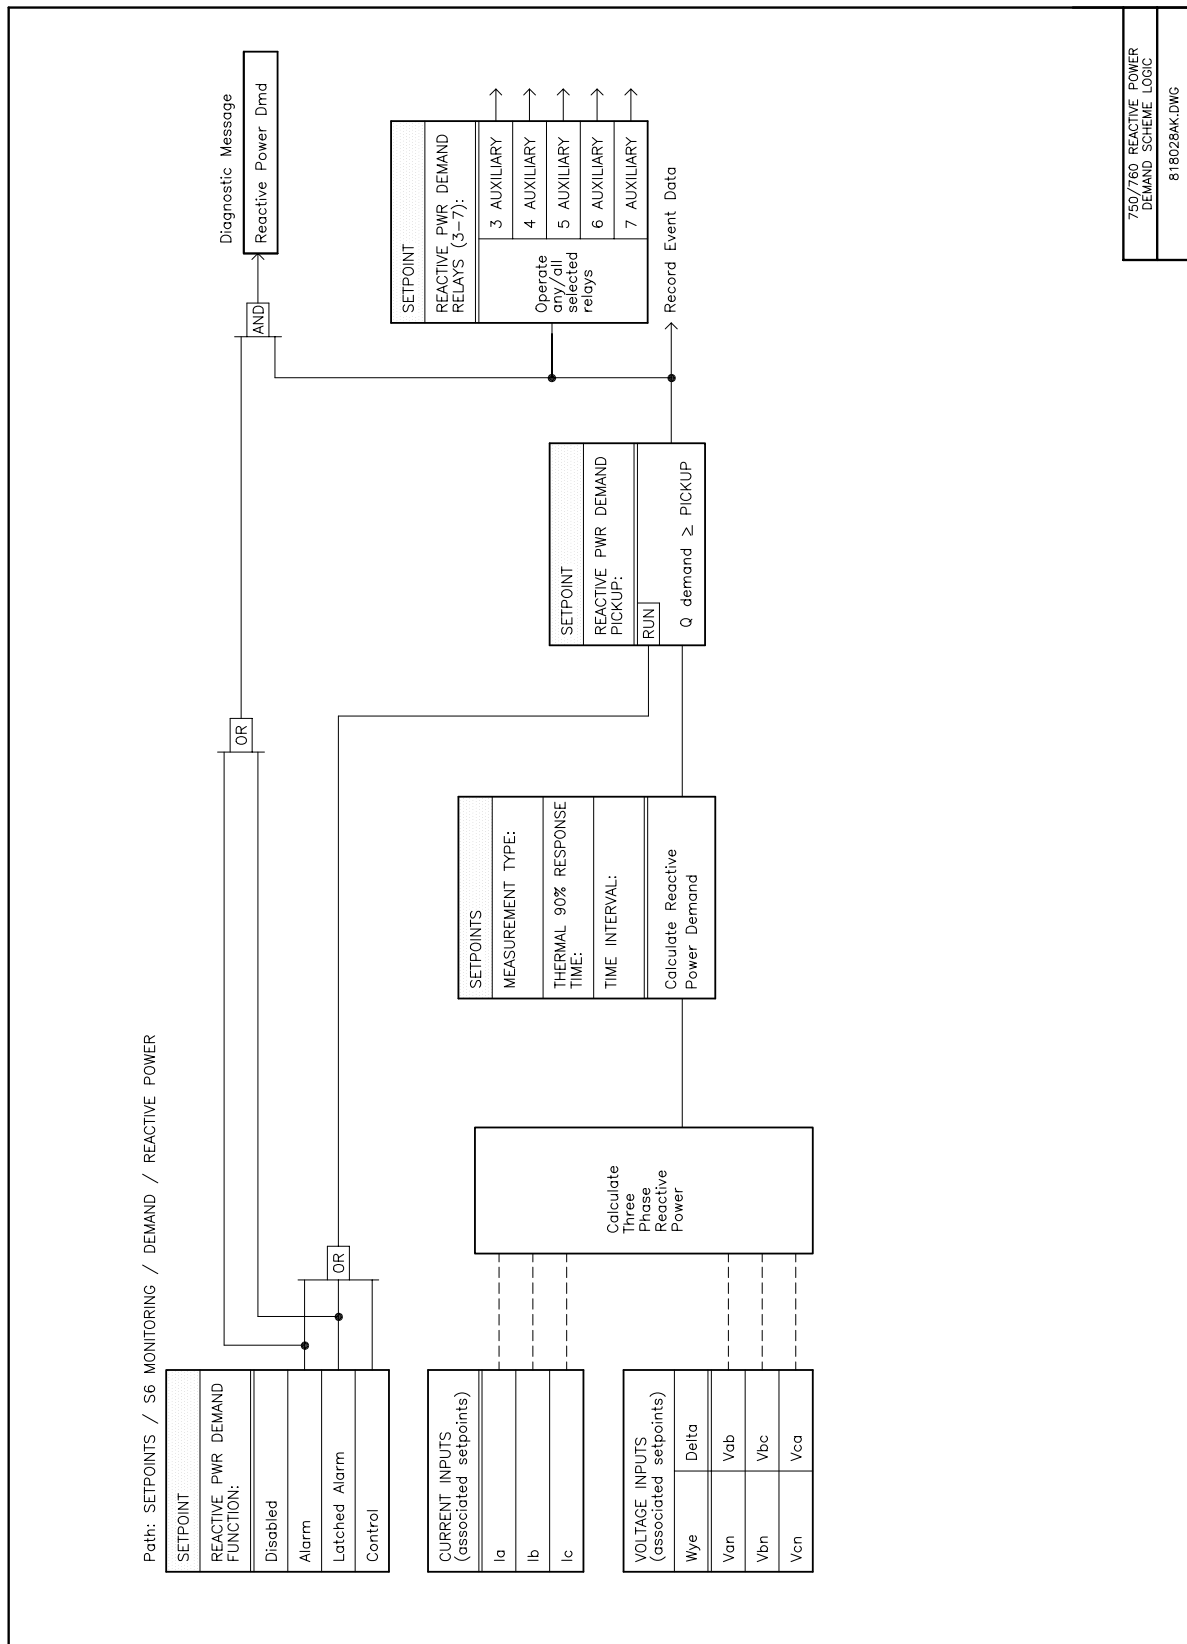 Path: SETPOINTS / S6 MONITORING / DEMAND / REACTIVE POWER
SETPOINT
REACTIVE PWR DEMAND
FUNCTION:
Disabled
Alarm
Latched Alarm
Control
OR
OR
AND
Diagnostic Message
Reactive Power Dmd
CURRENT INPUTS
(associated setpoints)
Ia
Ib
Ic
VOLTAGE INPUTS
(associated setpoints)
Wye
Delta
Van
Vab
Vbn
Vbc
Vcn
Vca
Calculate
Three
Phase
Reactive
Power
SETPOINTS
MEASUREMENT TYPE:
THERMAL 90% RESPONSE
TIME:
TIME INTERVAL:
Calculate Reactive
Power Demand
SETPOINT
REACTIVE PWR DEMAND
PICKUP:
RUN
Q demand ≥ PICKUP
SETPOINT
REACTIVE PWR DEMAND
RELAYS (3-7):
Operate
any/all
selected
relays
3 AUXILIARY
4 AUXILIARY
5 AUXILIARY
6 AUXILIARY
7 AUXILIARY
Record Event Data
750/760 REACTIVE POWER
DEMAND SCHEME LOGIC
818028AK.DWG